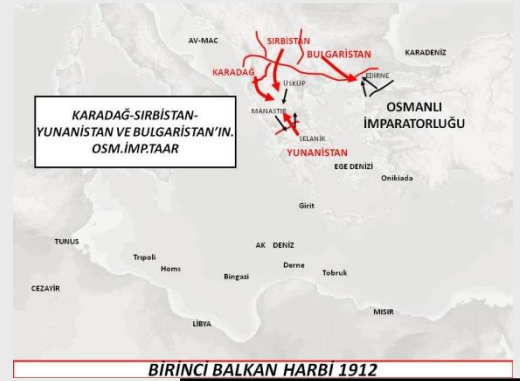 AV-MAC
SIRBİSTAN
BULGARİSTAN
KARADENİZ
KARADAĞ
EDİRNE
ÜSKÜP
MANASTIR
OSMANLI
İMPARATORLUĞU
SELANİK
YUNANİSTAN
EGE DENİZİ
Onikiada
KARADAĞ-SIRBİSTAN-
YUNANİSTAN VE BULGARİSTAN'IN.
OSM.İMP.TAAR
Girit
TUNUS
AK DENİZ
Trıpoli
Homs
Derne
Bingazi
Tobruk
CEZAYİR
MISIR
LİBYA
BİRİNCİ BALKAN HARBİ 1912